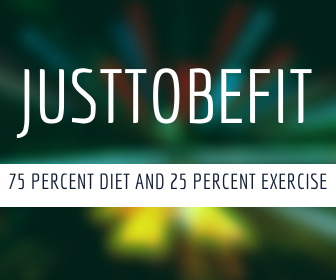 JUSTTOBEFIT
75 PERCENT DIET AND 25 PERCENT EXERCISE